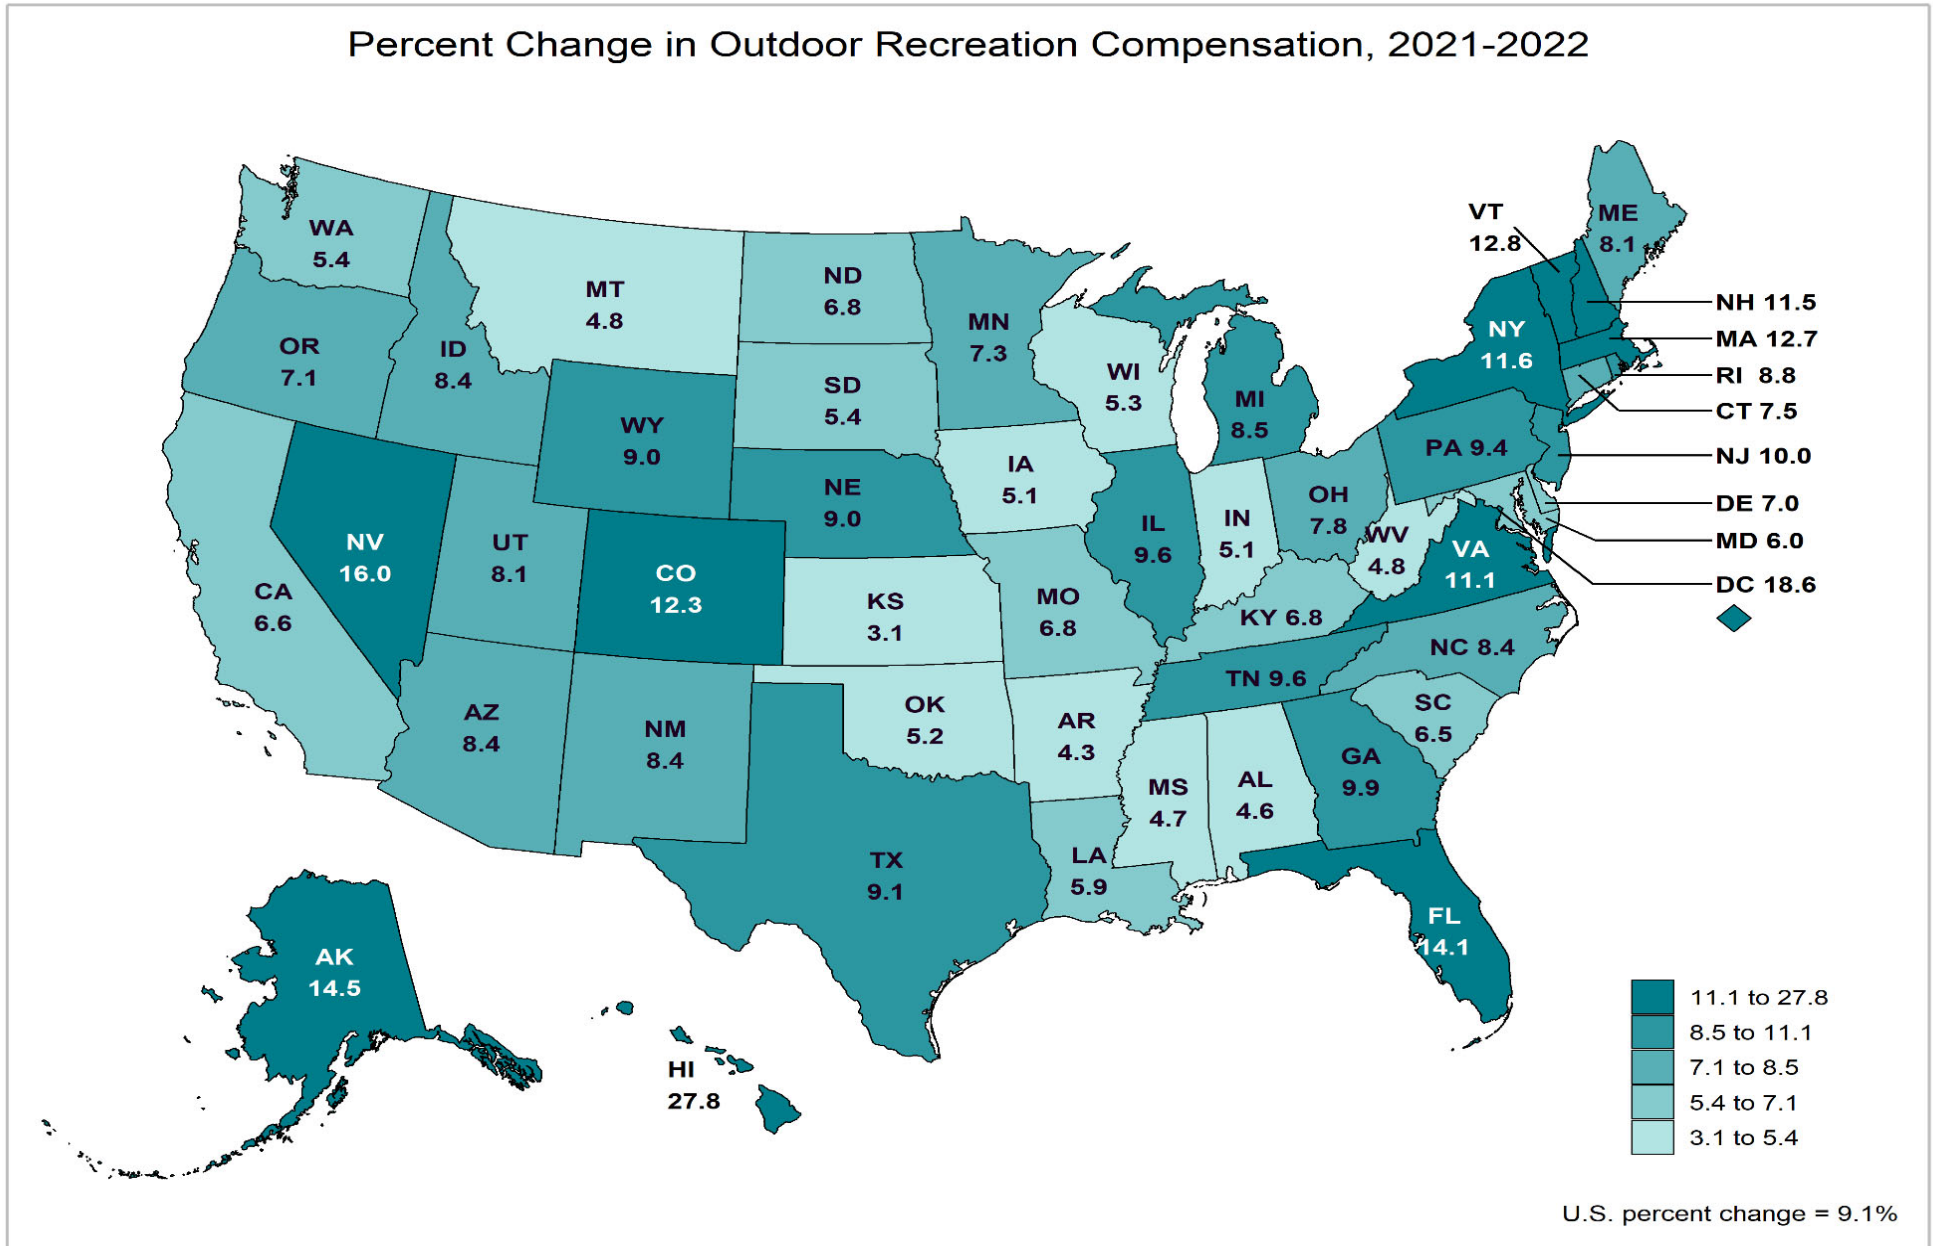 Percent Change in Outdoor Recreation Compensation, 2021-2022
WA
5.4
OR
7.1
ID
8.4
MT
4.8
WY
9.0
NV
16.0
UT
8.1
CO
12.3
CA
6.6
AZ
8.4
NM
8.4
ND
6.8
SD
5.4
NE
9.0
KS
3.1
OK
5.2
TX
9.1
MN
7.3
IA
5.1
MO
6.8
AR
4.3
LA
5.9
WI
5.3
IL
9.6
MI
8.5
IN
5.1
OH
7.8
KY 6.8
TN 9.6
MS
4.7
AL
4.6
GA
9.9
FL
14.1
SC
6.5
NC 8.4
VA
11.1
WV
4.8
PA 9.4
NY
11.6
VT
12.8
ME
8.1
NH 11.5
MA 12.7
RI 8.8
CT 7.5
NJ 10.0
DE 7.0
MD 6.0
DC 18.6
AK
14.5
HI
27.8
11.1 to 27.8
8.5 to 11.1
7.1 to 8.5
5.4 to 7.1
3.1 to 5.4
U.S. percent change = 9.1%